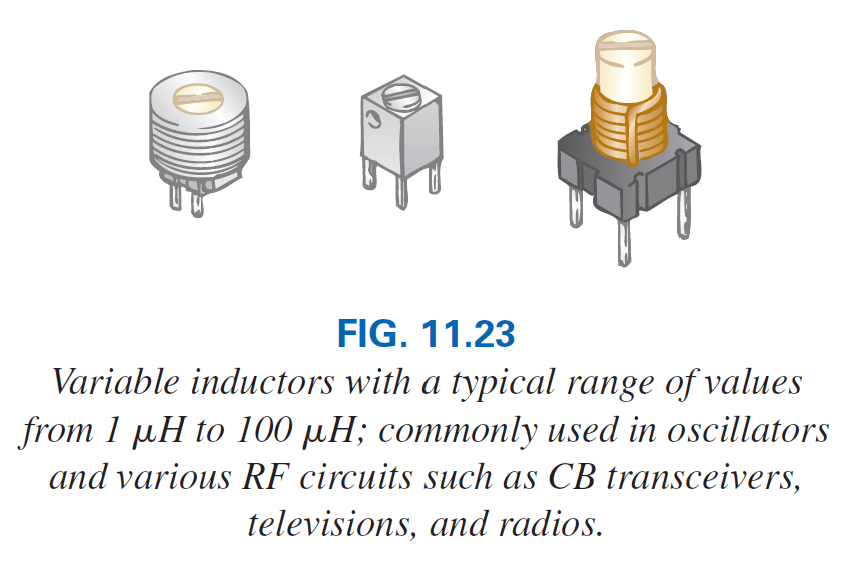 FIG. 11.23
Variable inductors with a typical range of values
from 1 μH to 100 μH; commonly used in oscillators
and various RF circuits such as CB transceivers,
televisions, and radios.